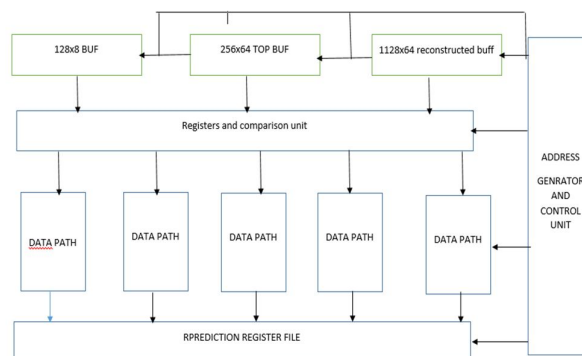 128x8 BUF
256x64 TOP BUF
1128x64 reconstructed buff
Registers and comparison unit
ADDRESS
GENRATOR
AND
CONTROL
UNIT
DATA PATH
DATA PATH
DATA PATH
DATA PATH
DATA PATH
RPREDICTION REGISTER FILE